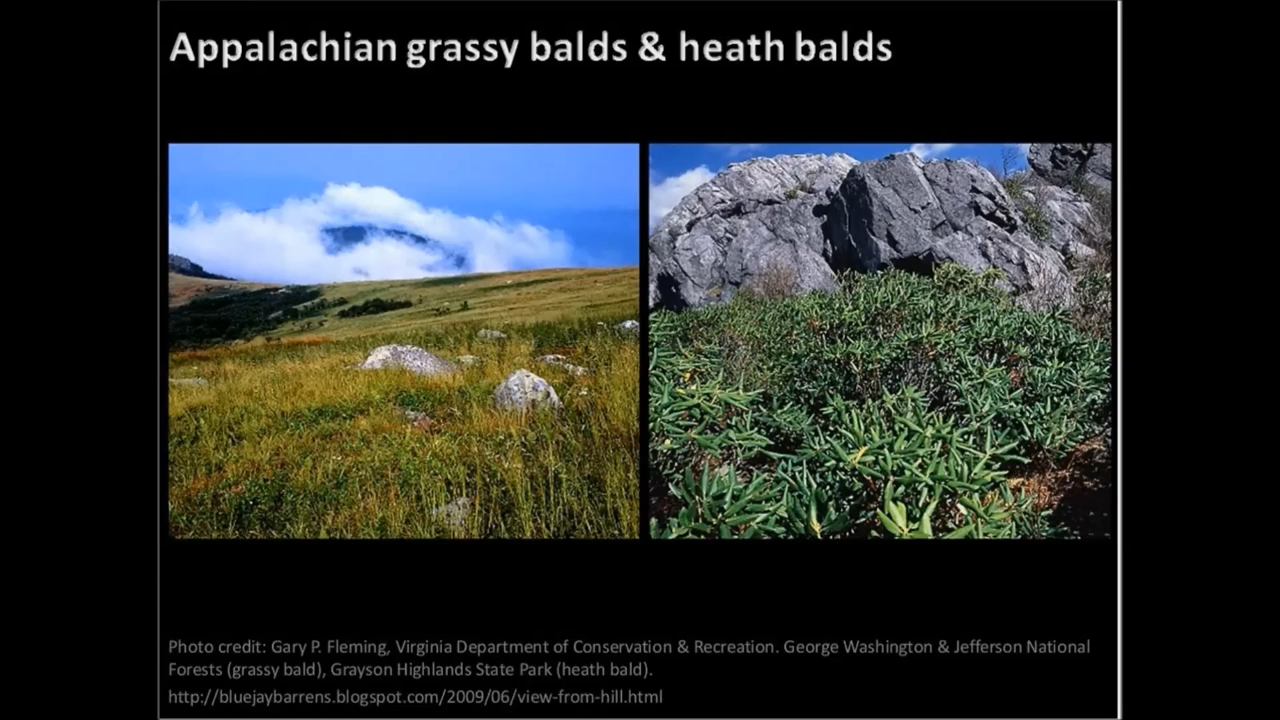 Appalachian grassy balds & heath balds
Photo credit: Gary P. Fleming, Virginia Department of Conservation & Recreation. George Washington & Jefferson National
Forests (grassy bald), Grayson Highlands State Park (heath bald).
http://bluejaybarrens.blogspot.com/2009/06/view-from-hill.html